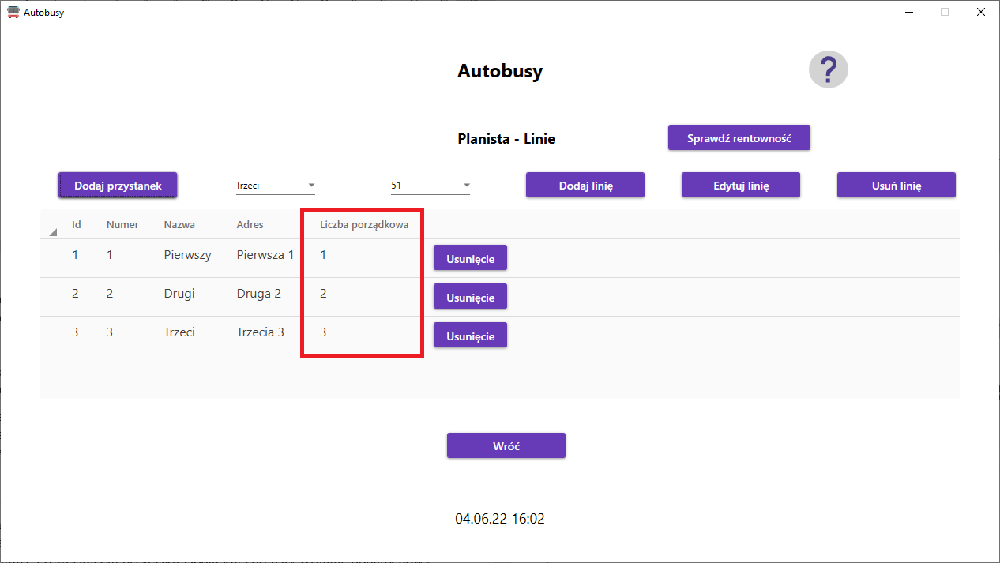 Autobusy
Autobusy
?
Planista - Linie
Sprawdź rentowność
Dodaj przystanek
Trzeci
51
Dodaj linię
Edytuj linię
Usuń linię
Id Numer Nazwa Adres Liczba porządkowa
1 1 Pierwszy Pierwsza 1 1 Usunięcie
2 2 Drugi Druga 2 2 Usunięcie
3 3 Trzeci Trzecia 3 3 Usunięcie
Wróć
04.06.22 16:02